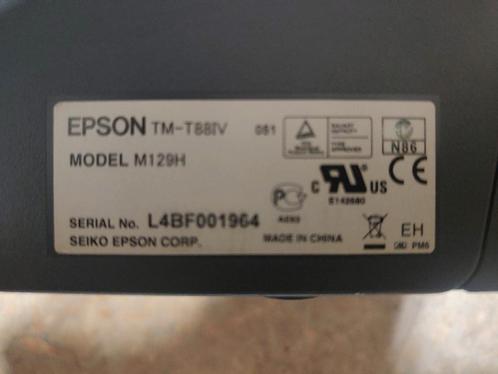 EPSON TM-T88IV 081
N86
MODEL M129H
C US
CE
E142680
SERIAL No. L4BF001964
SEIKO EPSON CORP. MADE IN CHINA
EH
PM6